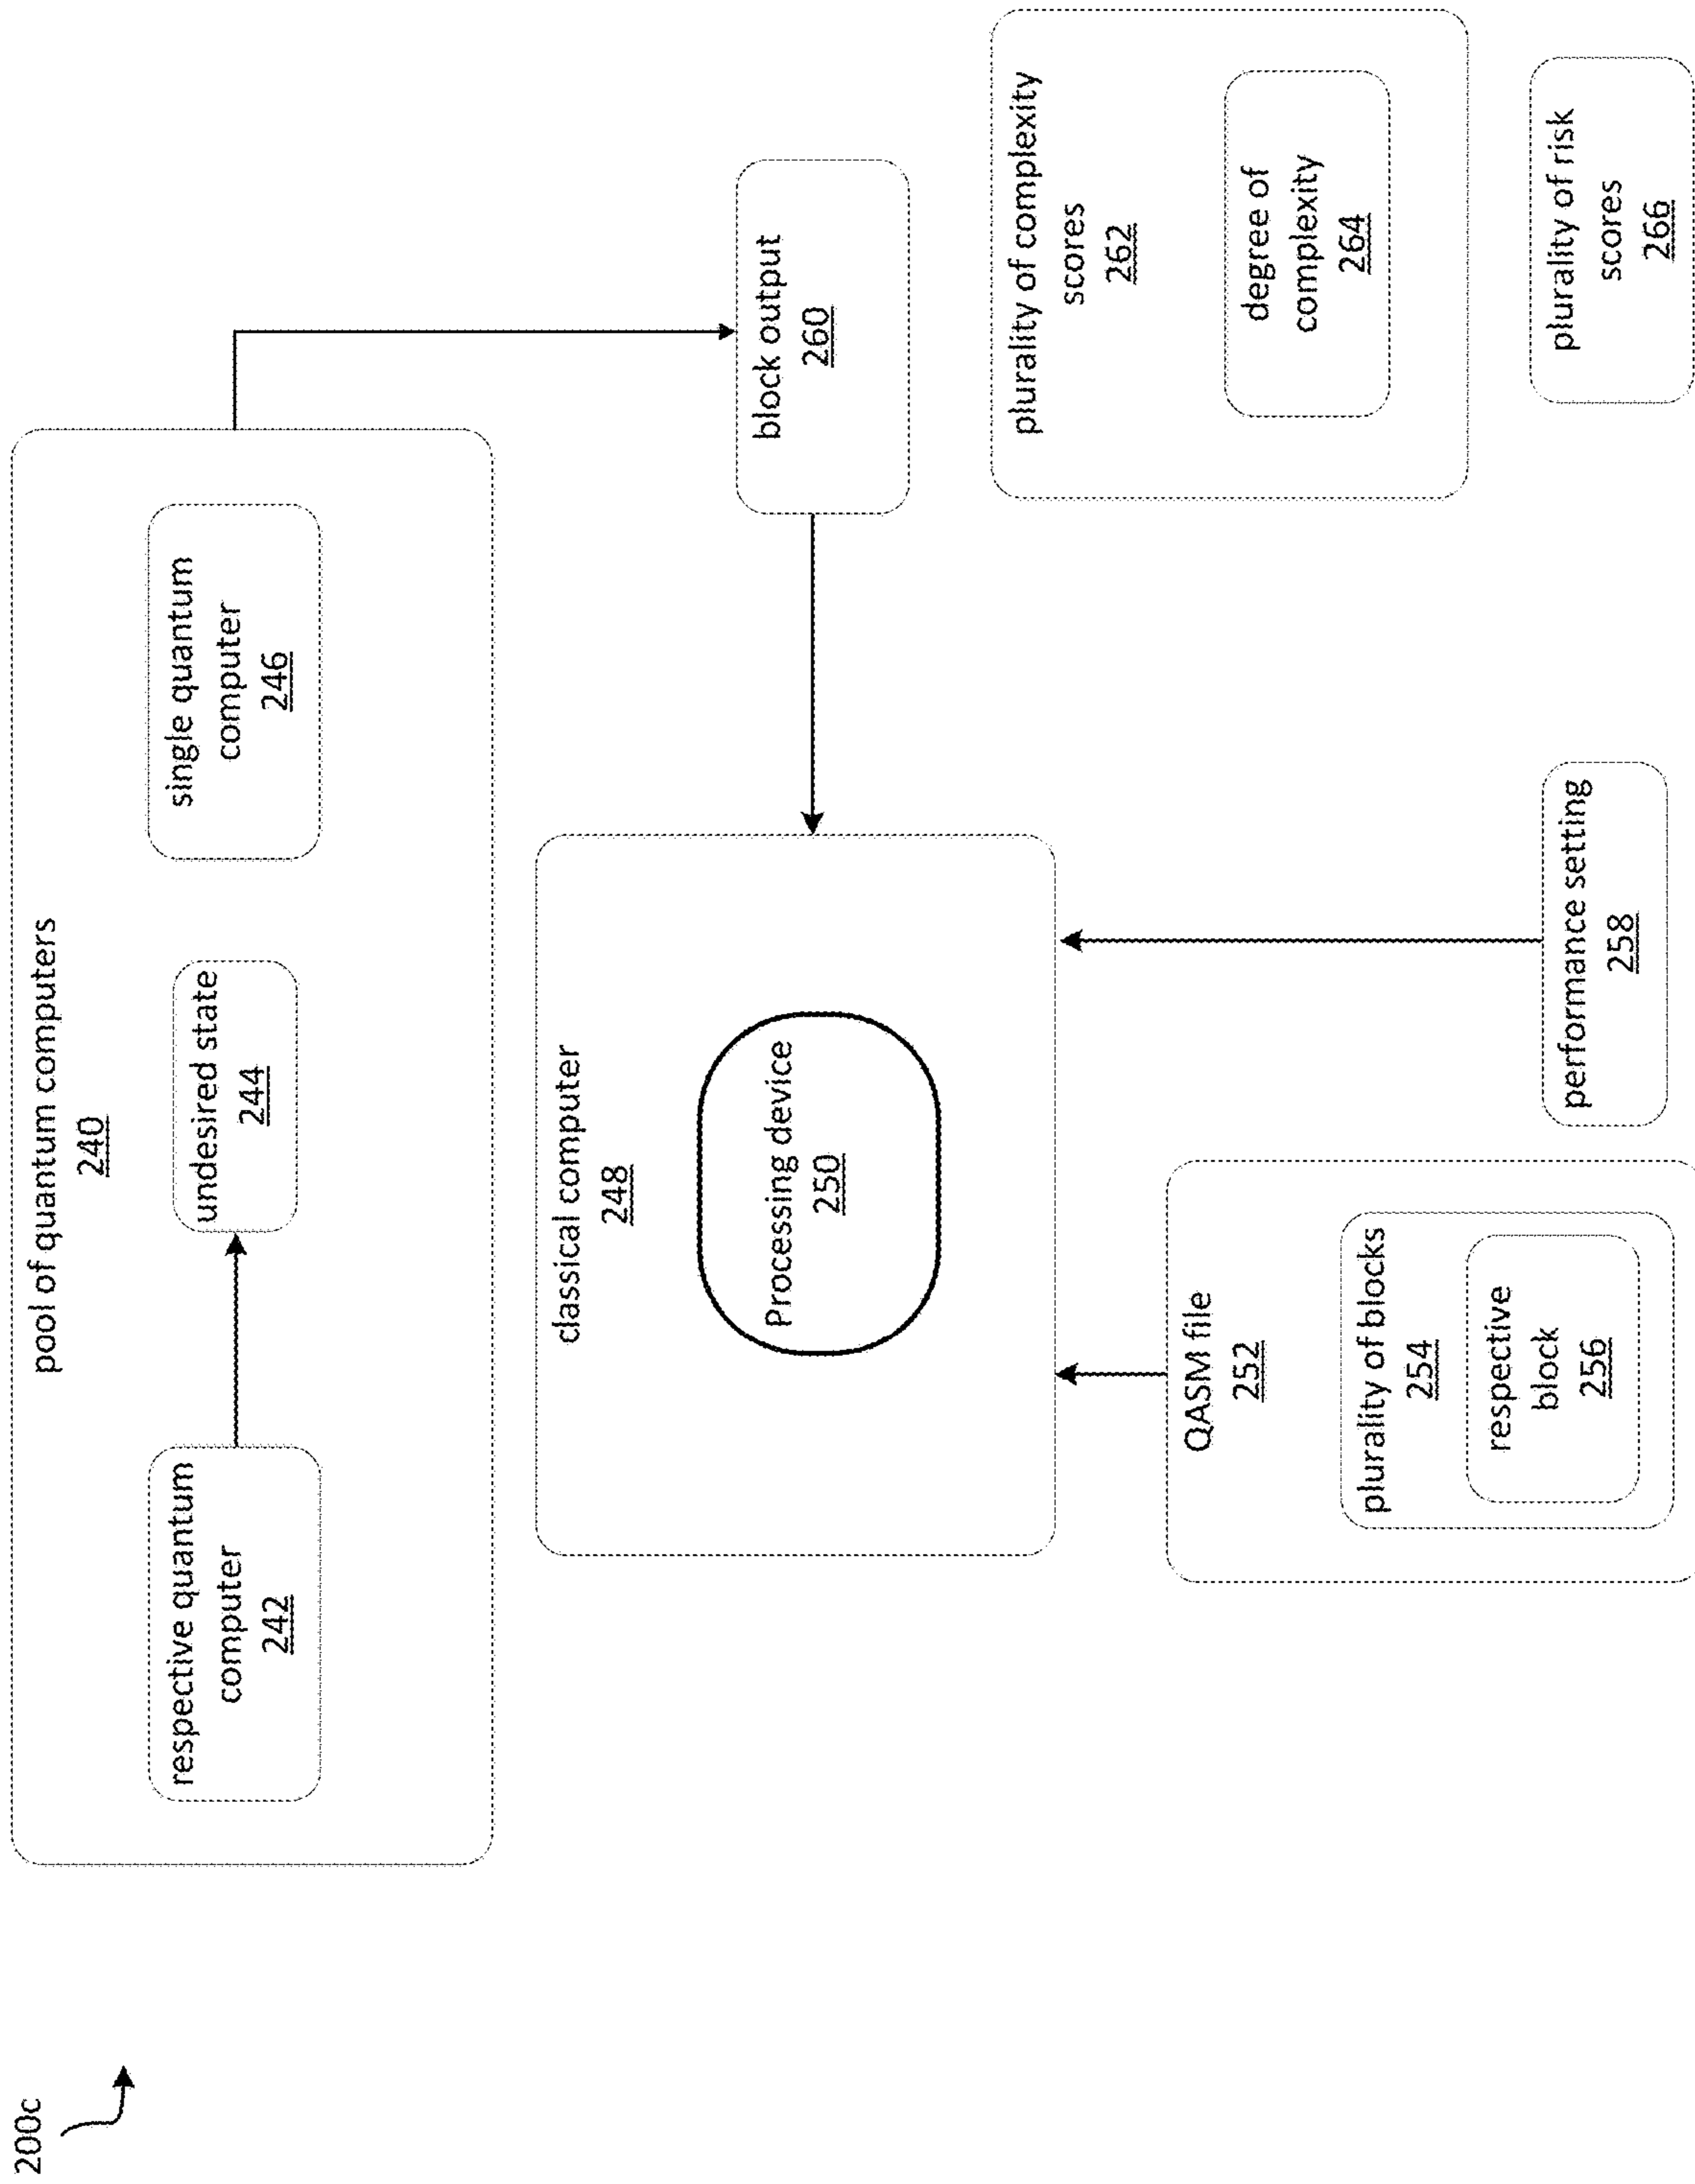 200c
pool of quantum computers
240
respective quantum
computer
242
undesired state
244
single quantum
computer
246
classical computer
248
Processing device
250
block output
260
QASM file
252
plurality of blocks
254
respective
block
256
performance setting
258
plurality of complexity
scores
262
degree of
complexity
264
plurality of risk
scores
266